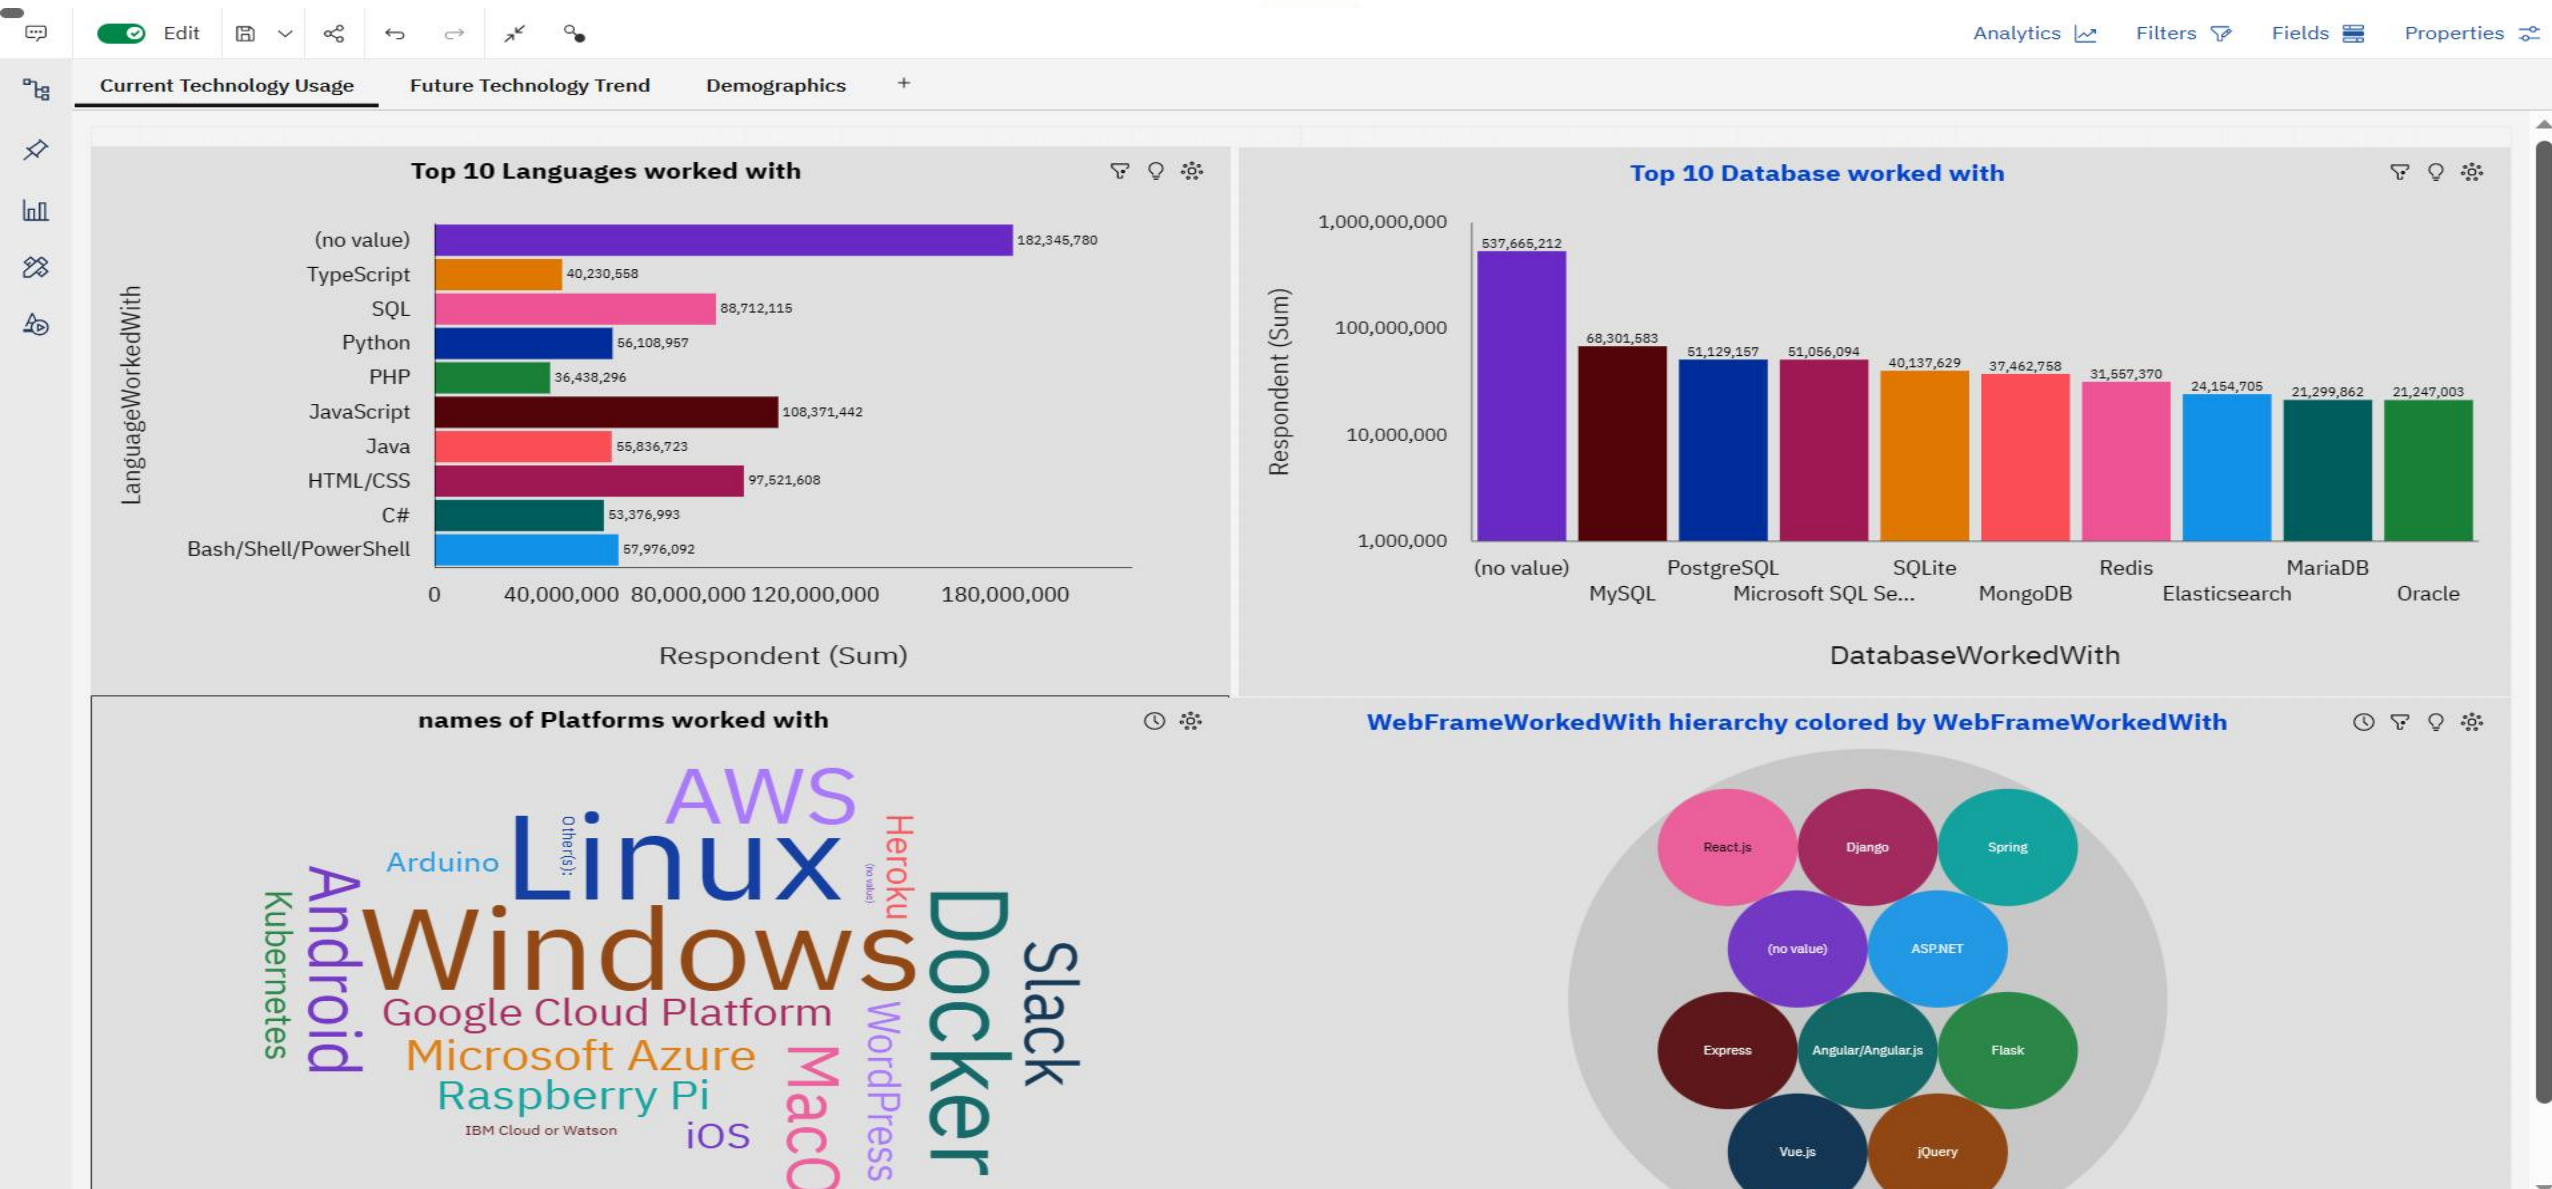 Edit
Analytics
Filters
Fields
Properties
Current Technology Usage
Future Technology Trend
Demographics
+
Top 10 Languages worked with
LanguageWorkedWith
(no value)
182,345,780
TypeScript
40,230,558
SQL
88,712,115
Python
56,108,957
PHP
36,438,296
JavaScript
108,371,442
Java
55,836,723
HTML/CSS
97,521,608
C#
53,376,993
Bash/Shell/PowerShell
57,976,092
0
40,000,000
80,000,000
120,000,000
180,000,000
Respondent (Sum)
Top 10 Database worked with
Respondent (Sum)
1,000,000,000
100,000,000
10,000,000
1,000,000
537,665,212
68,301,583
51,129,157
51,056,094
40,137,629
37,462,758
31,557,370
24,154,705
21,299,862
21,247,003
(no value)
MySQL
PostgreSQL
Microsoft SQL Se...
SQLite
MongoDB
Redis
Elasticsearch
MariaDB
Oracle
DatabaseWorkedWith
names of Platforms worked with
AWS
Linux
Other(s):
Heroku
(no value)
Arduino
Android
Kubernetes
Windows
Docker
Slack
Google Cloud Platform
Microsoft Azure
WordPress
MacO
Raspberry Pi
IBM Cloud or Watson
iOS
WebFrameWorkedWith hierarchy colored by WebFrameWorkedWith
React.js
Django
Spring
(no value)
ASP.NET
Express
Angular/Angular.js
Flask
Vue.js
jQuery